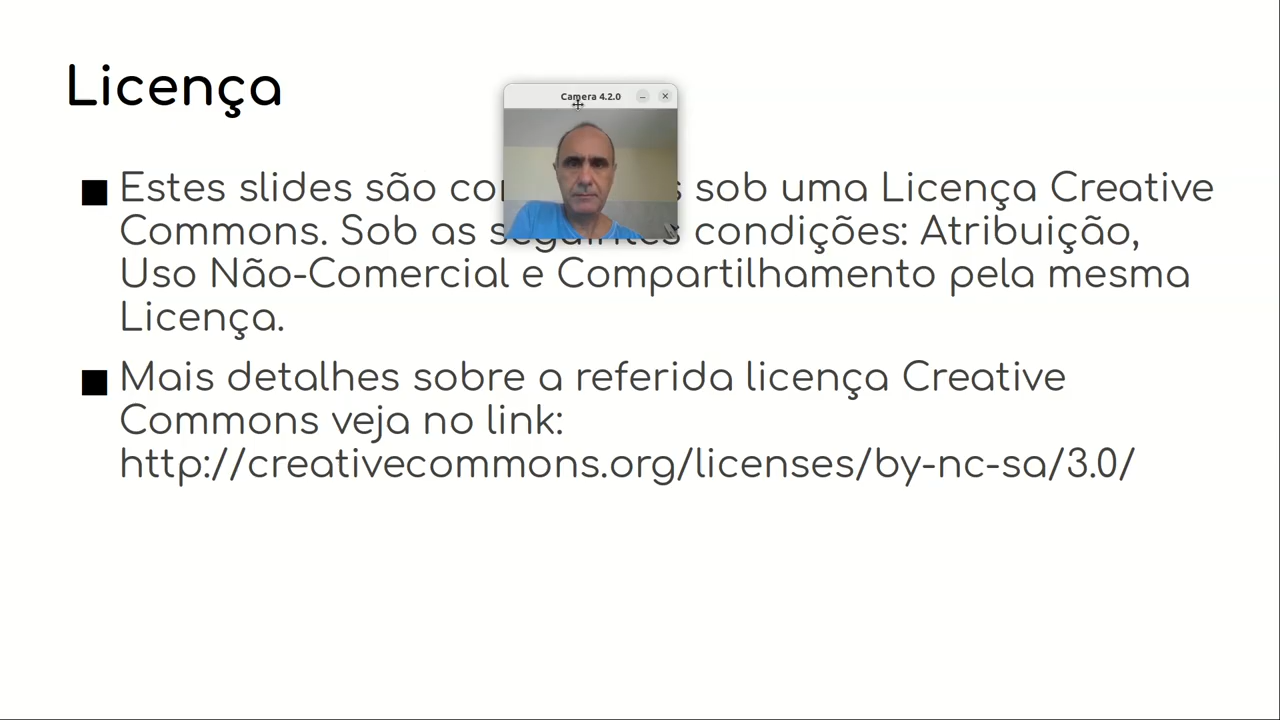 Licença
Camera 4.2.0
Estes slides são sob uma Licença Creative
Commons. Sob as seguintes condições: Atribuição,
Uso Não-Comercial e Compartilhamento pela mesma
Licença.
Mais detalhes sobre a referida licença Creative
Commons veja no link:
http://creativecommons.org/licenses/by-nc-sa/3.0/